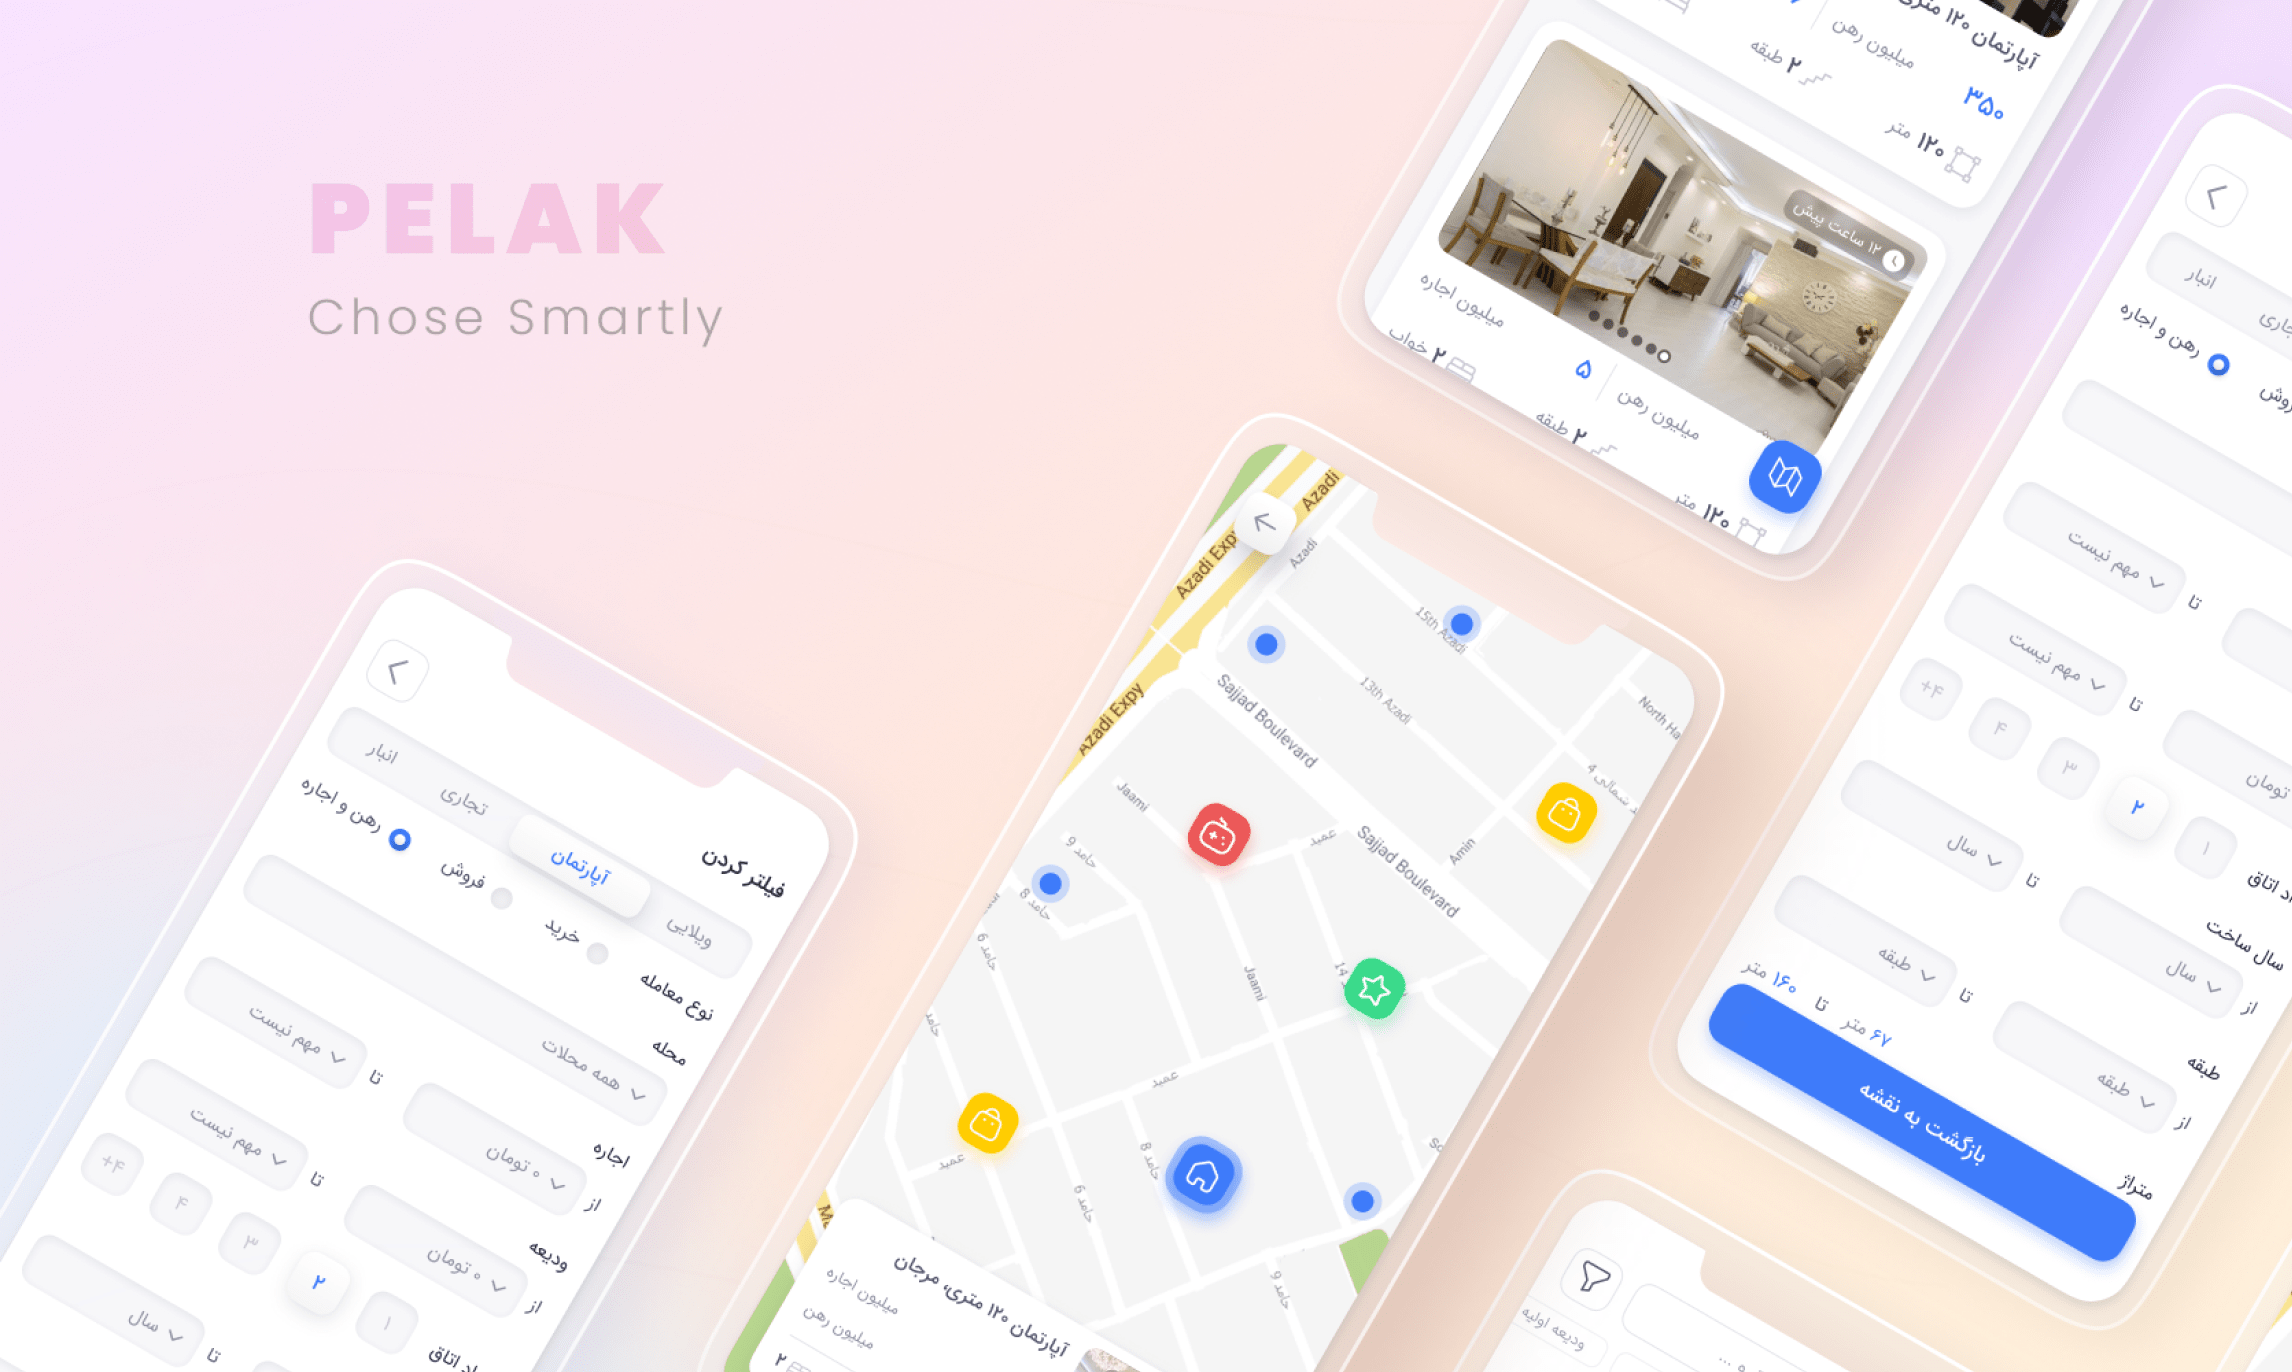 PELAK
Chose Smartly
آپارتمان ۱۲۰ متری
۳۵۰
میلیون رهن
۱۲۰ متر
۲ طبقه
۱۲ ساعت پیش
میلیون رهن
۵
میلیون اجاره
۱۲۰ متر
۲ طبقه
۲ خواب
فیلتر کردن
ویلایی
آپارتمان
تجاری
انبار
نوع معامله
خرید
فروش
رهن و اجاره
محله
همه محلات
اجاره
از
۰ تومان
تا
مهم نیست
ودیعه
از
۰ تومان
تا
مهم نیست
اتاق
۱
۲
۳
۴
+۴
تا
سال
Azadi
Azadi Expy
Azadi
Azadi Expy
15th Azadi
13th Azadi
North Ha
Sajjad Boulevard
Sajjad Boulevard
Amin
Jaami
Jaami
عمید
حامد 9
حامد 8
حامد 6
14
عمید
عمید
حامد 8
حامد 6
حامد 9
آپارتمان ۱۲۰ متری، مرجان
میلیون اجاره
میلیون رهن
۲
انبار
رهن و اجاره
تا
مهم نیست
تومان
تا
مهم نیست
اتاق
۱
۲
۳
۴
+۴
سال ساخت
از
سال
تا
سال
طبقه
از
طبقه
تا
طبقه
متراژ
۶۷ متر
تا
۱۶۰ متر
بازگشت به نقشه
ودیعه اولیه